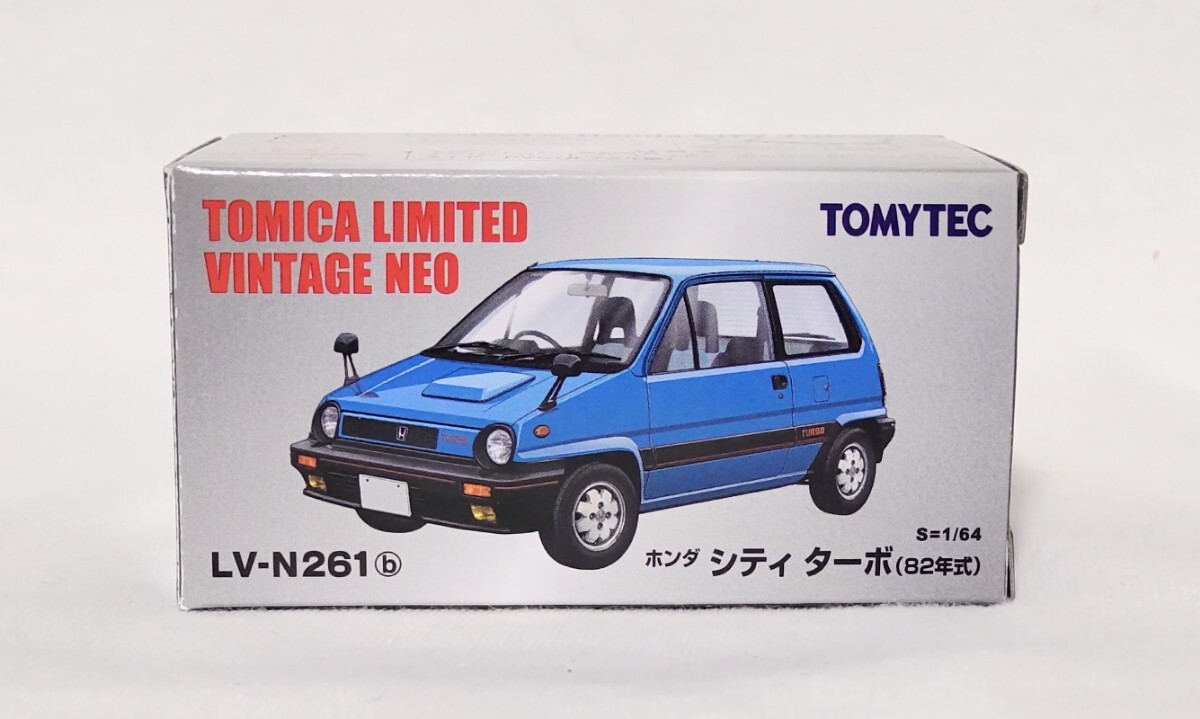 TOMICA LIMITED
VINTAGE NEO
TOMYTEC
TURBO
TURBO
S=1/64
LV-N261ⓑ
ホンダ シティ ターボ(82年式)